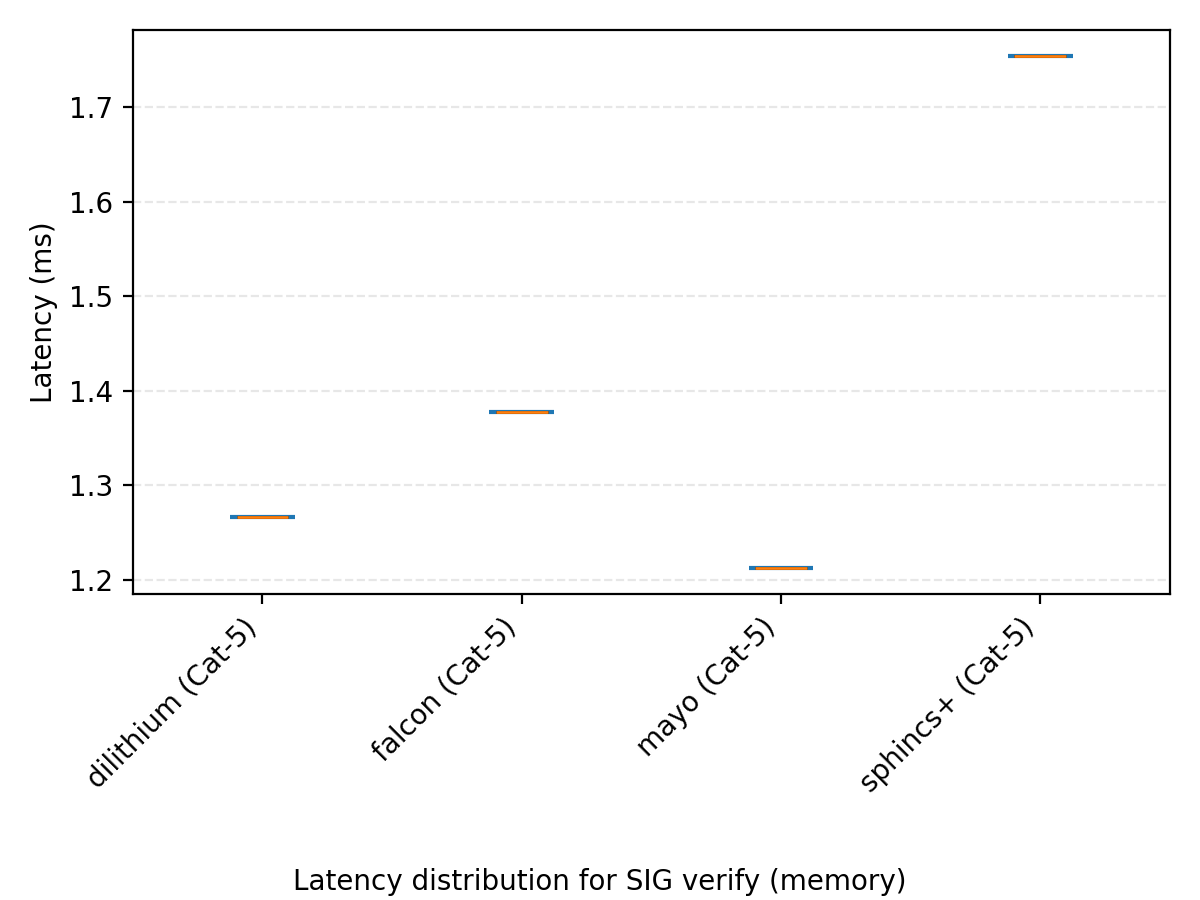 Latency (ms)
1.7
1.6
1.5
1.4
1.3
1.2
dilithium (Cat-5)
falcon (Cat-5)
mayo (Cat-5)
sphincs+ (Cat-5)
Latency distribution for SIG verify (memory)